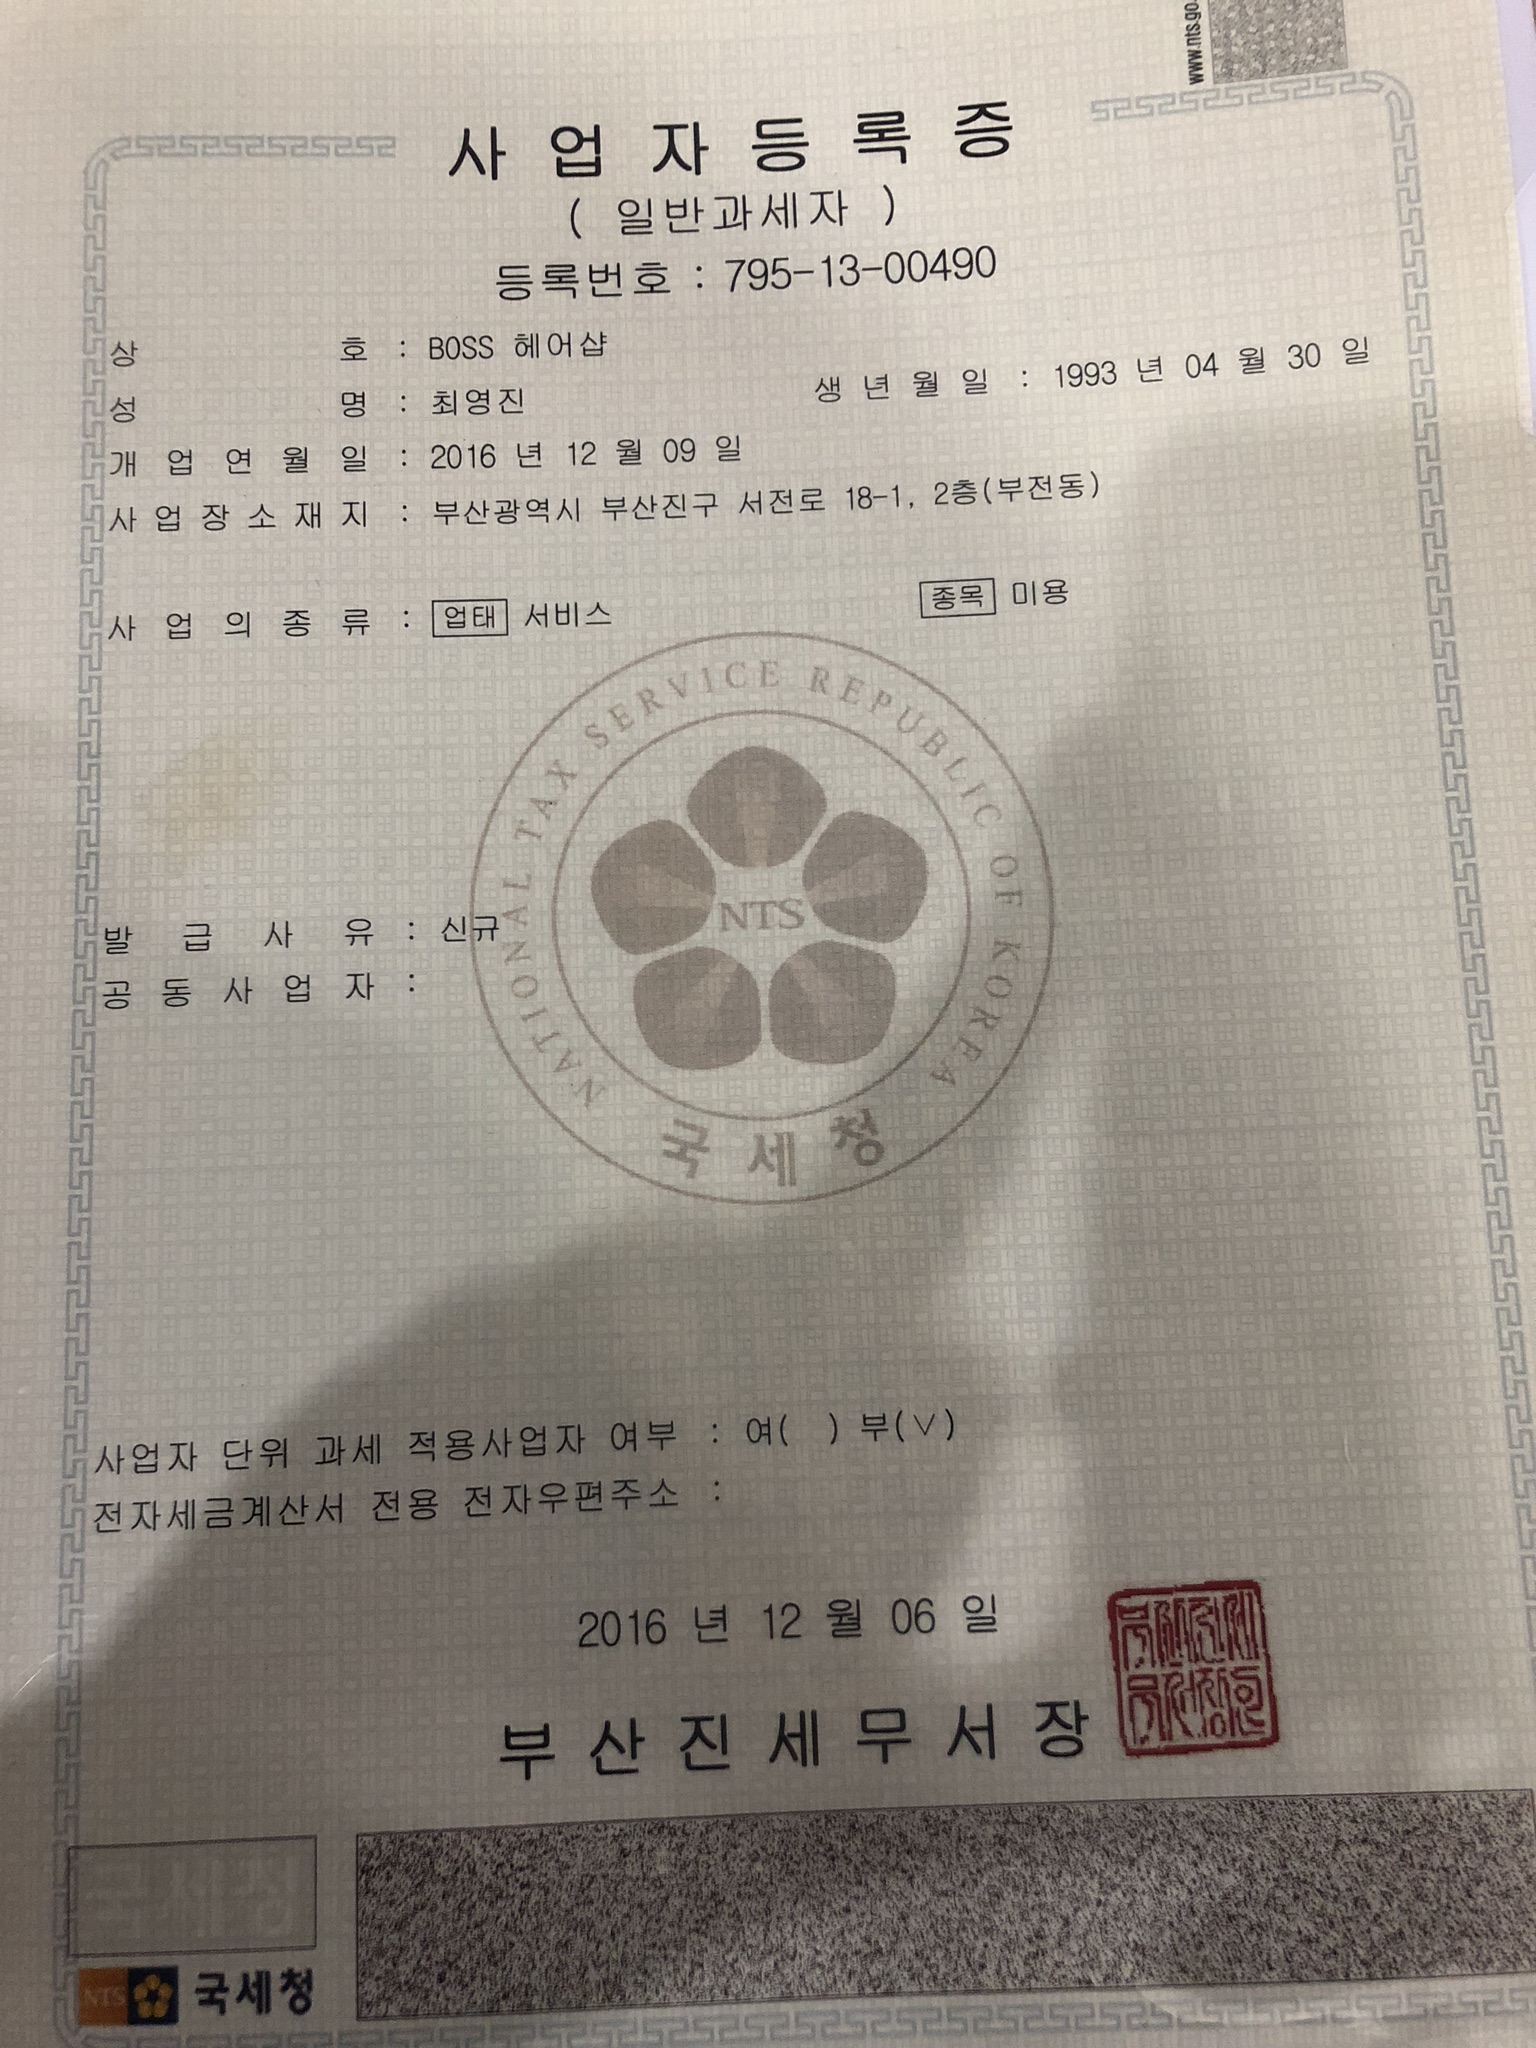 www.nts.go.
사업자등록증
( 일반과세자 )
등록번호 : 795-13-00490
상 호 : BOSS 헤어샵
성 명 : 최영진 생년월일 : 1993 년 04 월 30 일
개업연월일 : 2016 년 12 월 09 일
사업장소재지 : 부산광역시 부산진구 서전로 18-1, 2층(부전동)
사업의종류 : 업태 서비스 종목 미용
NATIONAL TAX SERVICE REPUBLIC OF KOREA
NTS
국세청
발급사유 : 신규
공동사업자 :
사업자 단위 과세 적용사업자 여부 : 여( ) 부(∨)
전자세금계산서 전용 전자우편주소 :
2016 년 12 월 06 일
부산진세무서장
국세청
NTS 국세청